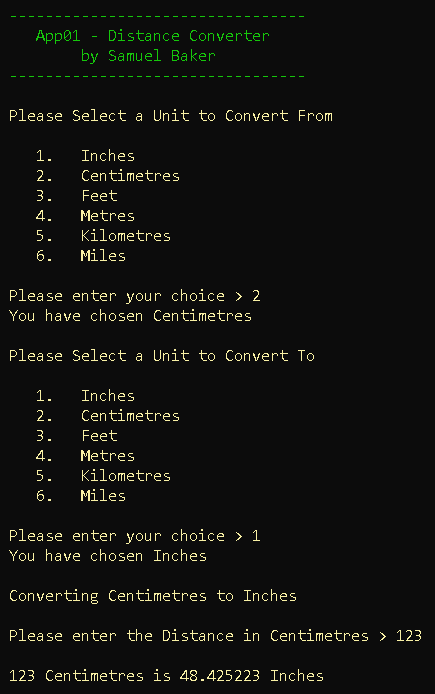 ---------------------------------
App01 - Distance Converter
by Samuel Baker
---------------------------------
Please Select a Unit to Convert From
1. Inches
2. Centimetres
3. Feet
4. Metres
5. Kilometres
6. Miles
Please enter your choice > 2
You have chosen Centimetres
Please Select a Unit to Convert To
1. Inches
2. Centimetres
3. Feet
4. Metres
5. Kilometres
6. Miles
Please enter your choice > 1
You have chosen Inches
Converting Centimetres to Inches
Please enter the Distance in Centimetres > 123
123 Centimetres is 48.425223 Inches